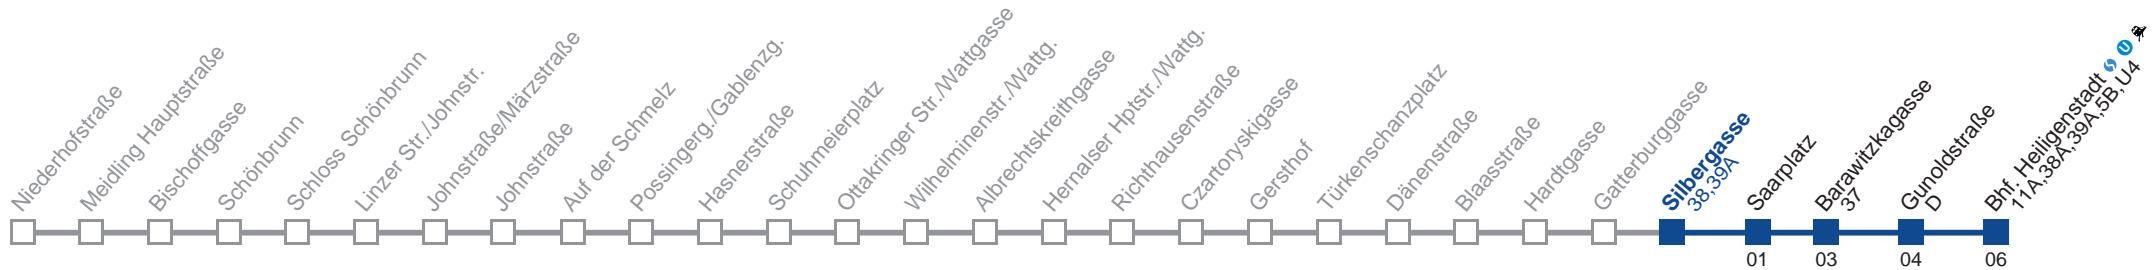 Niederhofstraße
Meidling Hauptstraße
Bischoffgasse
Schönbrunn
Schloss Schönbrunn
Linzer Str./Johnstr.
Johnstraße/Märzstraße
Johnstraße
Auf der Schmelz
Possingerg./Gablenzg.
Hasnerstraße
Schuhmeierplatz
Ottakringer Str./Wattgasse
Wilhelminenstr./Wattg.
Albrechtskreithgasse
Hernalser Hptstr./Wattg.
Richthausenstraße
Czartoryskigasse
Gersthof
Türkenschanzplatz
Dänenstraße
Blaasstraße
Hardtgasse
Gatterburggasse
Silbergasse
38,39A
Saarplatz
Barawitzkagasse
37
Gunoldstraße
D
Bhf. Heiligenstadt S U
11A,38A,39A,5B,U4
01
03
04
06